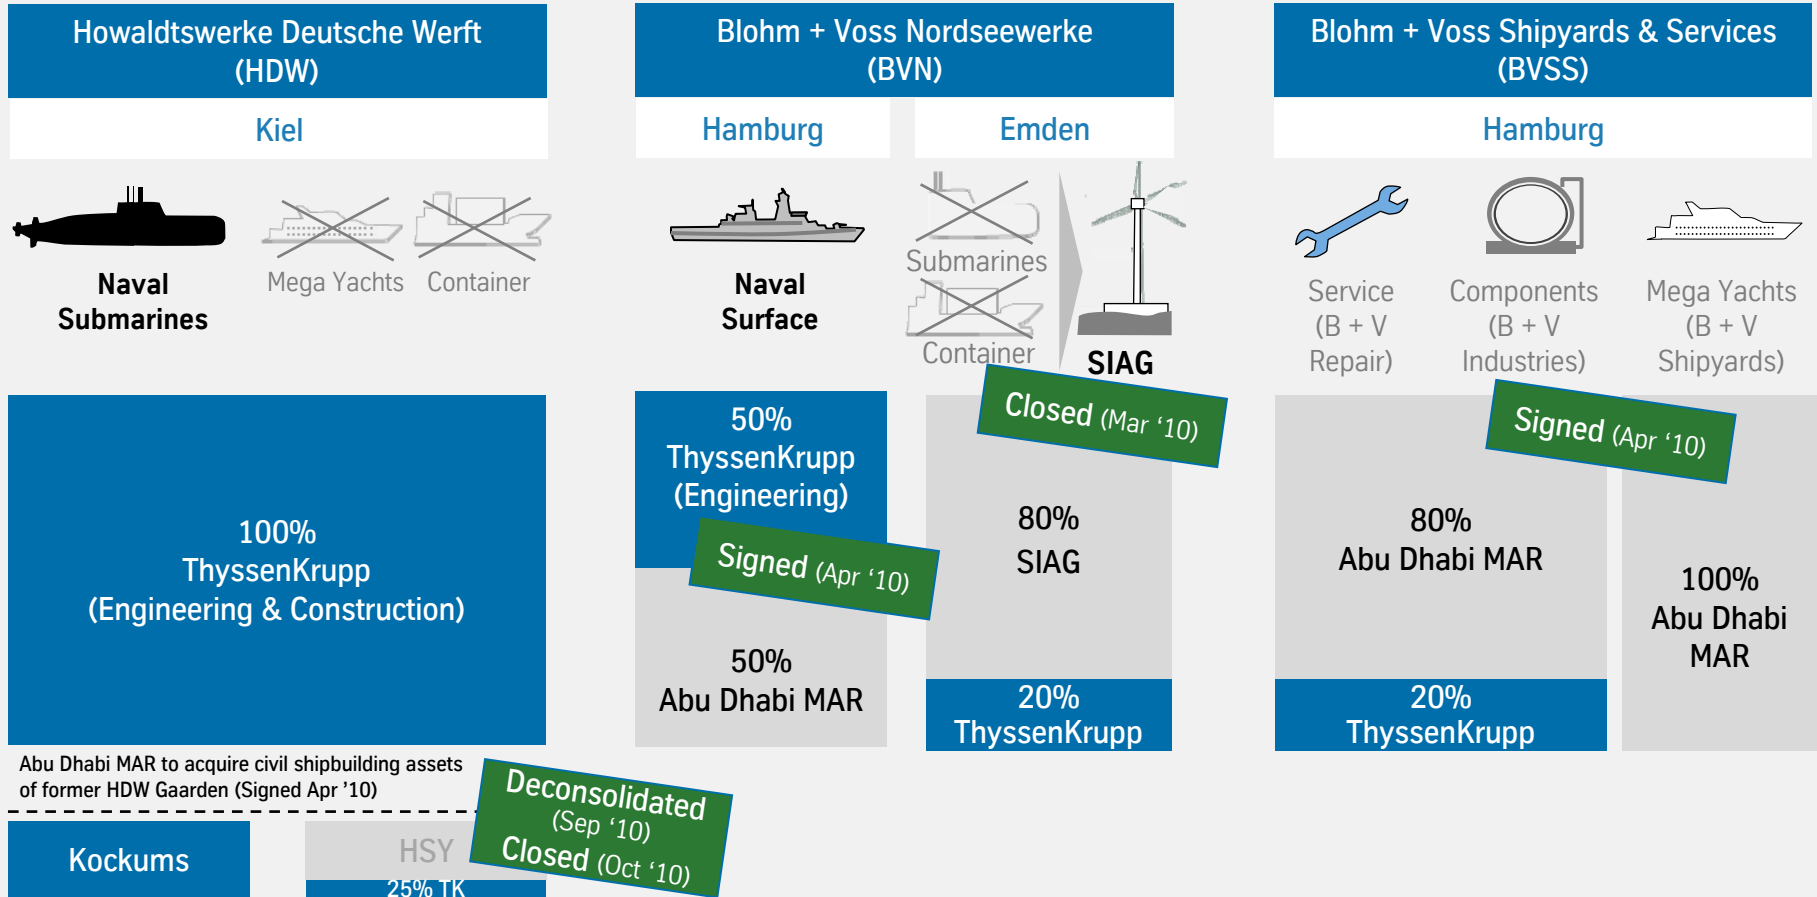 Howaldtswerke Deutsche Werft
(HDW)
Kiel
Naval
Submarines
Mega Yachts
Container
100%
ThyssenKrupp
(Engineering & Construction)
Abu Dhabi MAR to acquire civil shipbuilding assets
of former HDW Gaarden (Signed Apr ’10)
Kockums
HSY
25% TK
Deconsolidated
(Sep ‘10)
Closed (Oct ‘10)
Blohm + Voss Nordseewerke
(BVN)
Hamburg
Naval
Surface
50%
ThyssenKrupp
(Engineering)
Signed (Apr ‘10)
50%
Abu Dhabi MAR
Emden
Submarines
Container
SIAG
Closed (Mar ‘10)
80%
SIAG
20%
ThyssenKrupp
Blohm + Voss Shipyards & Services
(BVSS)
Hamburg
Service
(B + V
Repair)
Components
(B + V
Industries)
Mega Yachts
(B + V
Shipyards)
Signed (Apr ‘10)
80%
Abu Dhabi MAR
20%
ThyssenKrupp
100%
Abu Dhabi
MAR